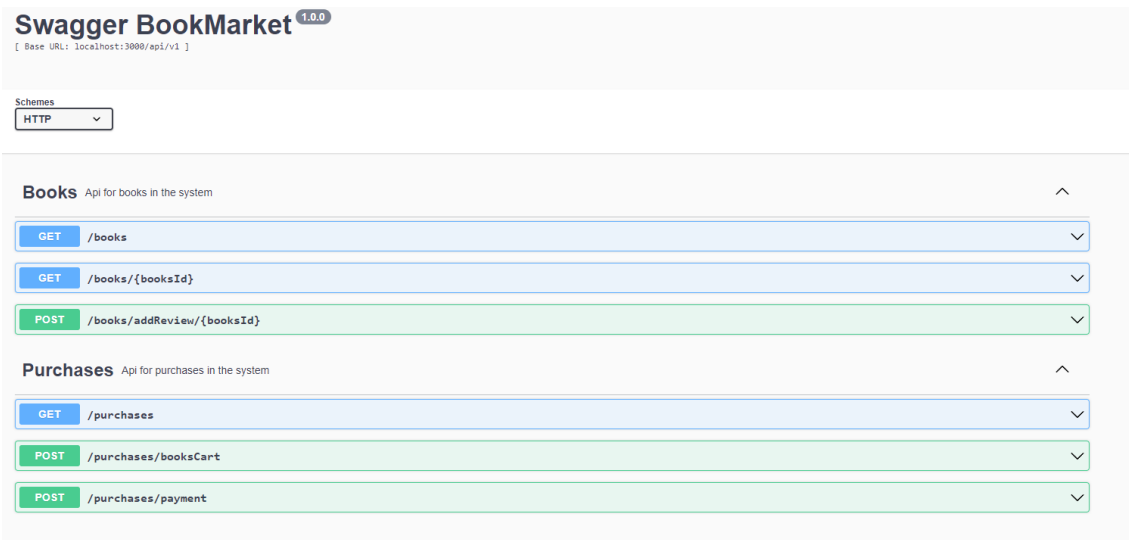 Swagger BookMarket 1.0.0
[ Base URL: localhost:3000/api/v1 ]
Schemes
HTTP
Books Api for books in the system
GET /books
GET /books/{booksId}
POST /books/addReview/{booksId}
Purchases Api for purchases in the system
GET /purchases
POST /purchases/booksCart
POST /purchases/payment